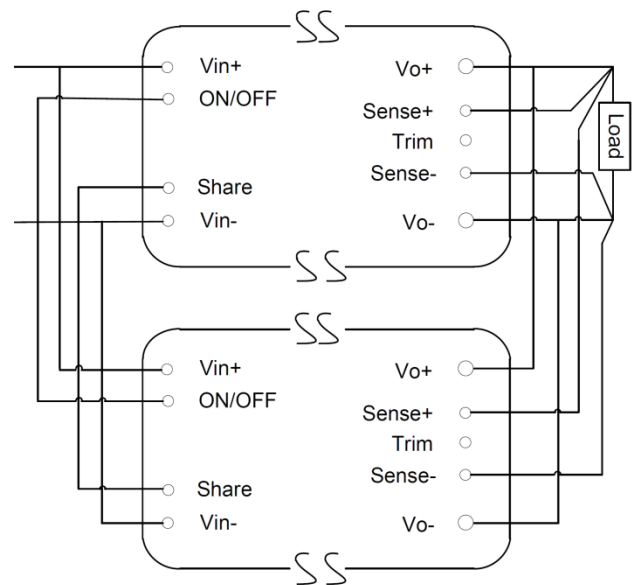 Vin+
Vo+
ON/OFF
Sense+
Trim
Load
Share
Sense-
Vin-
Vo-
Vin+
Vo+
ON/OFF
Sense+
Trim
Sense-
Share
Vin-
Vo-